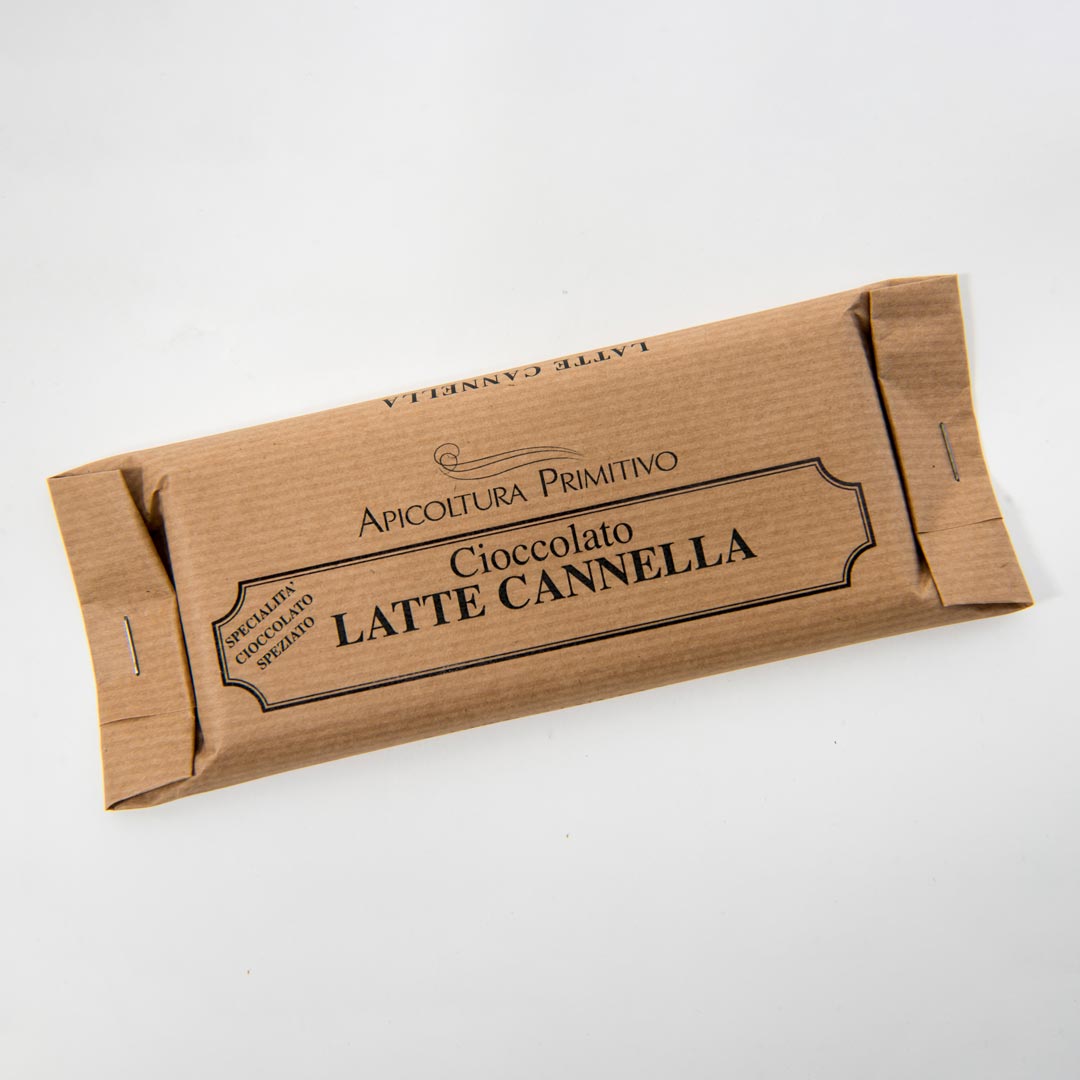 LATTE CANNELLA
APICOLTURA PRIMITIVO
Cioccolato
LATTE CANNELLA
SPECIALITA'
CIOCCOLATO
SPEZIATO